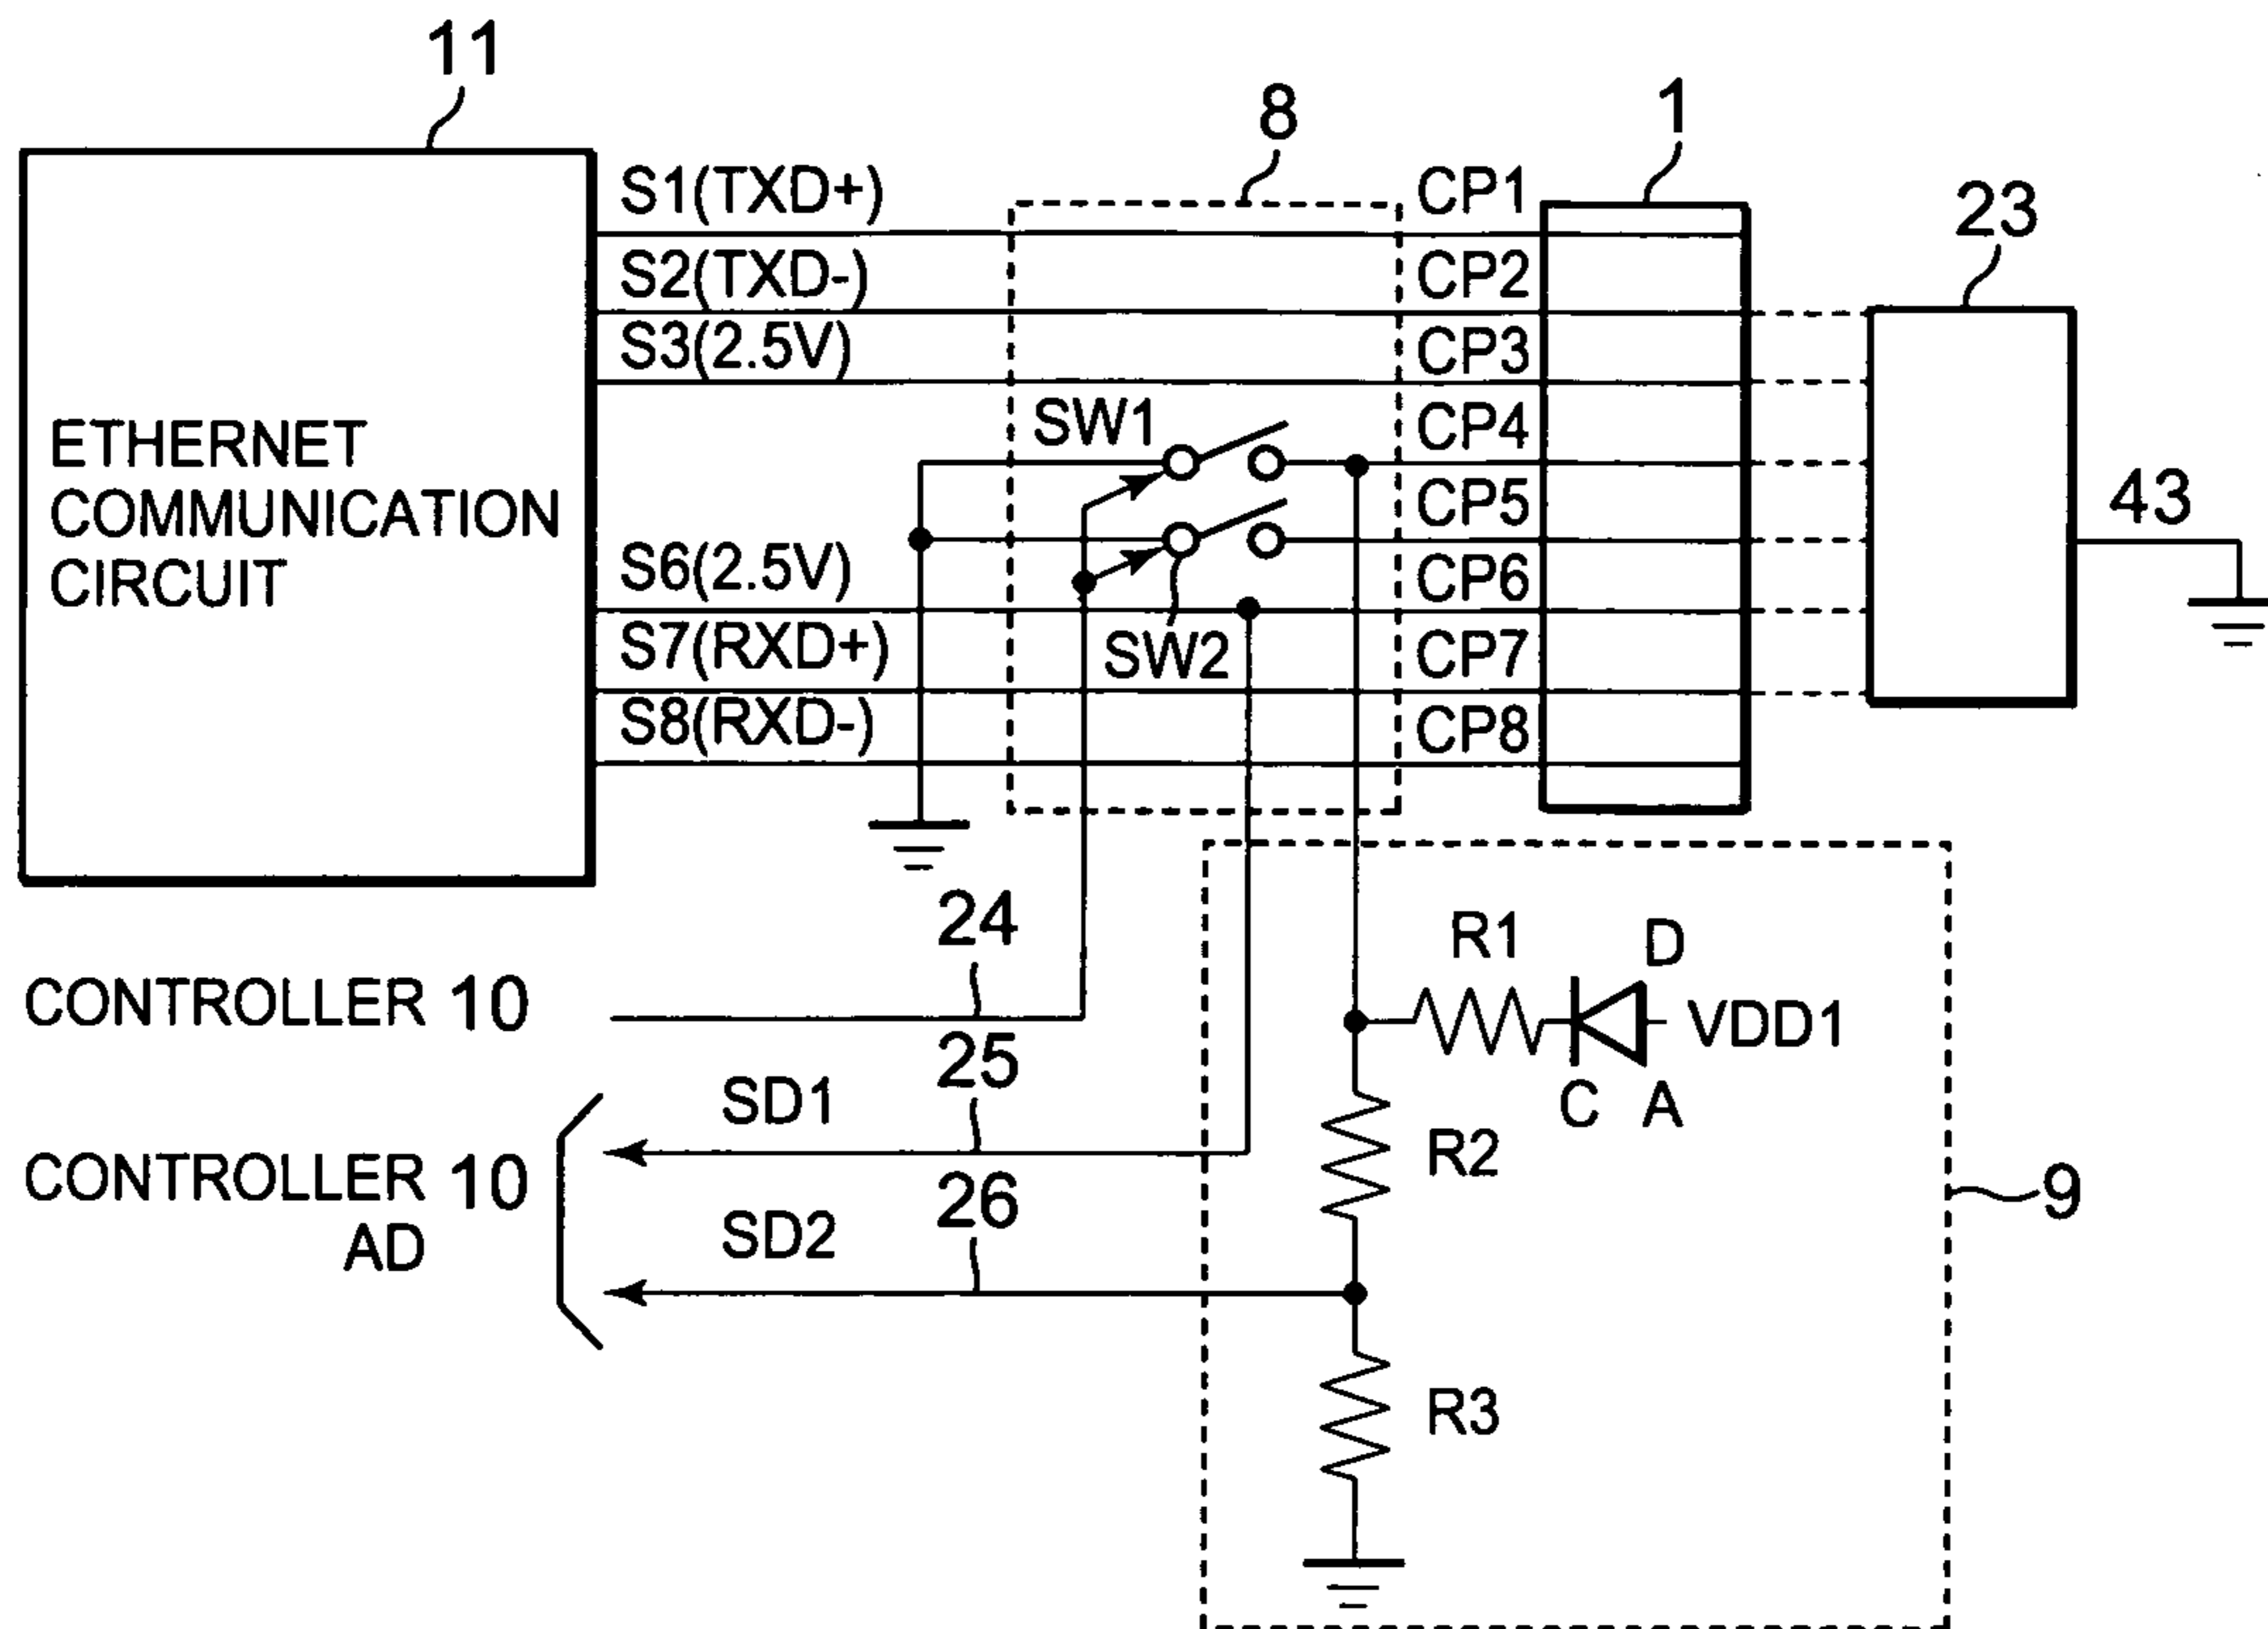 11
8
1
23
S1(TXD+)
CP1
S2(TXD-)
CP2
S3(2.5V)
CP3
ETHERNET
COMMUNICATION
CIRCUIT
SW1
CP4
CP5
43
S6(2.5V)
CP6
S7(RXD+)
SW2
CP7
S8(RXD-)
CP8
24
R1
D
CONTROLLER 10
VDD1
25
SD1
C
A
CONTROLLER 10
AD
R2
26
9
SD2
R3